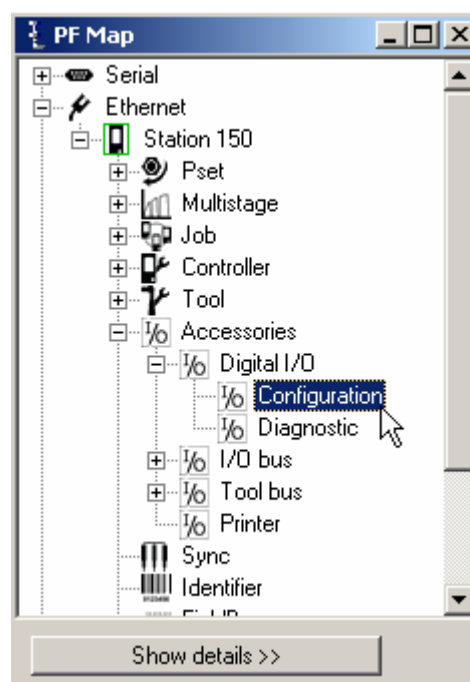 PF Map
Serial
Ethernet
Station 150
Pset
Multistage
Job
Controller
Tool
Accessories
Digital I/O
Configuration
Diagnostic
I/O bus
Tool bus
Printer
Sync
Identifier
Show details >>